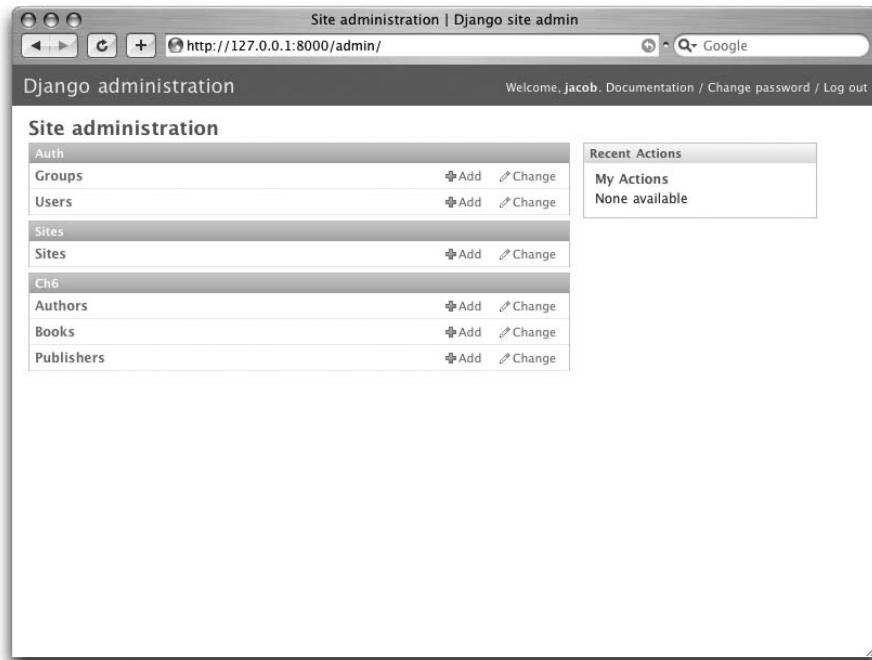 Site administration | Django site admin
http://127.0.0.1:8000/admin/
Google
Django administration
Welcome, jacob. Documentation / Change password / Log out
Site administration
Auth
Groups Add Change
Users Add Change
Sites
Sites Add Change
Ch6
Authors Add Change
Books Add Change
Publishers Add Change
Recent Actions
My Actions
None available